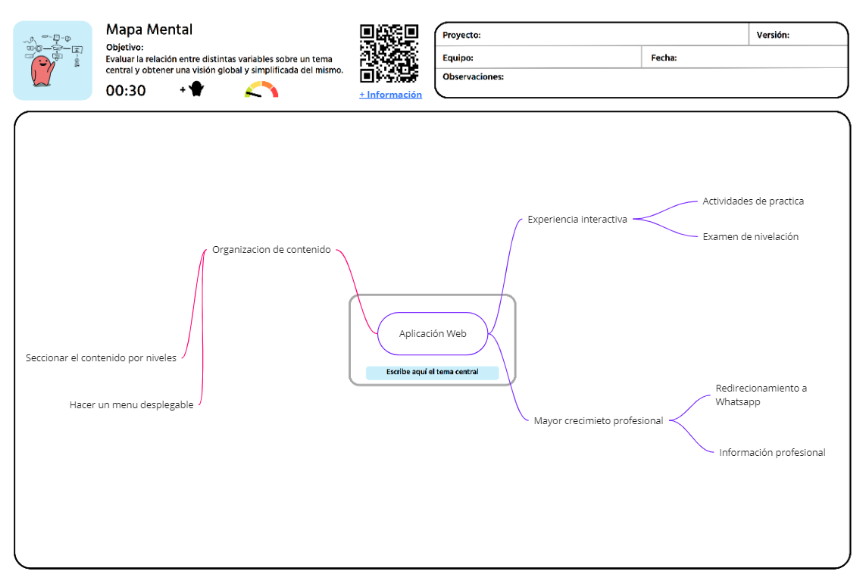 Mapa Mental
Objetivo:
Evaluar la relación entre distintas variables sobre un tema
central y obtener una visión global y simplificada del mismo.
00:30
+
+ Información
Proyecto:
Versión:
Equipo:
Fecha:
Observaciones:
Organizacion de contenido
Seccionar el contenido por niveles
Hacer un menu desplegable
Aplicación Web
Escribe aquí el tema central
Experiencia interactiva
Actividades de practica
Examen de nivelación
Mayor crecimieto profesional
Redirecionamiento a
Whatsapp
Información profesional